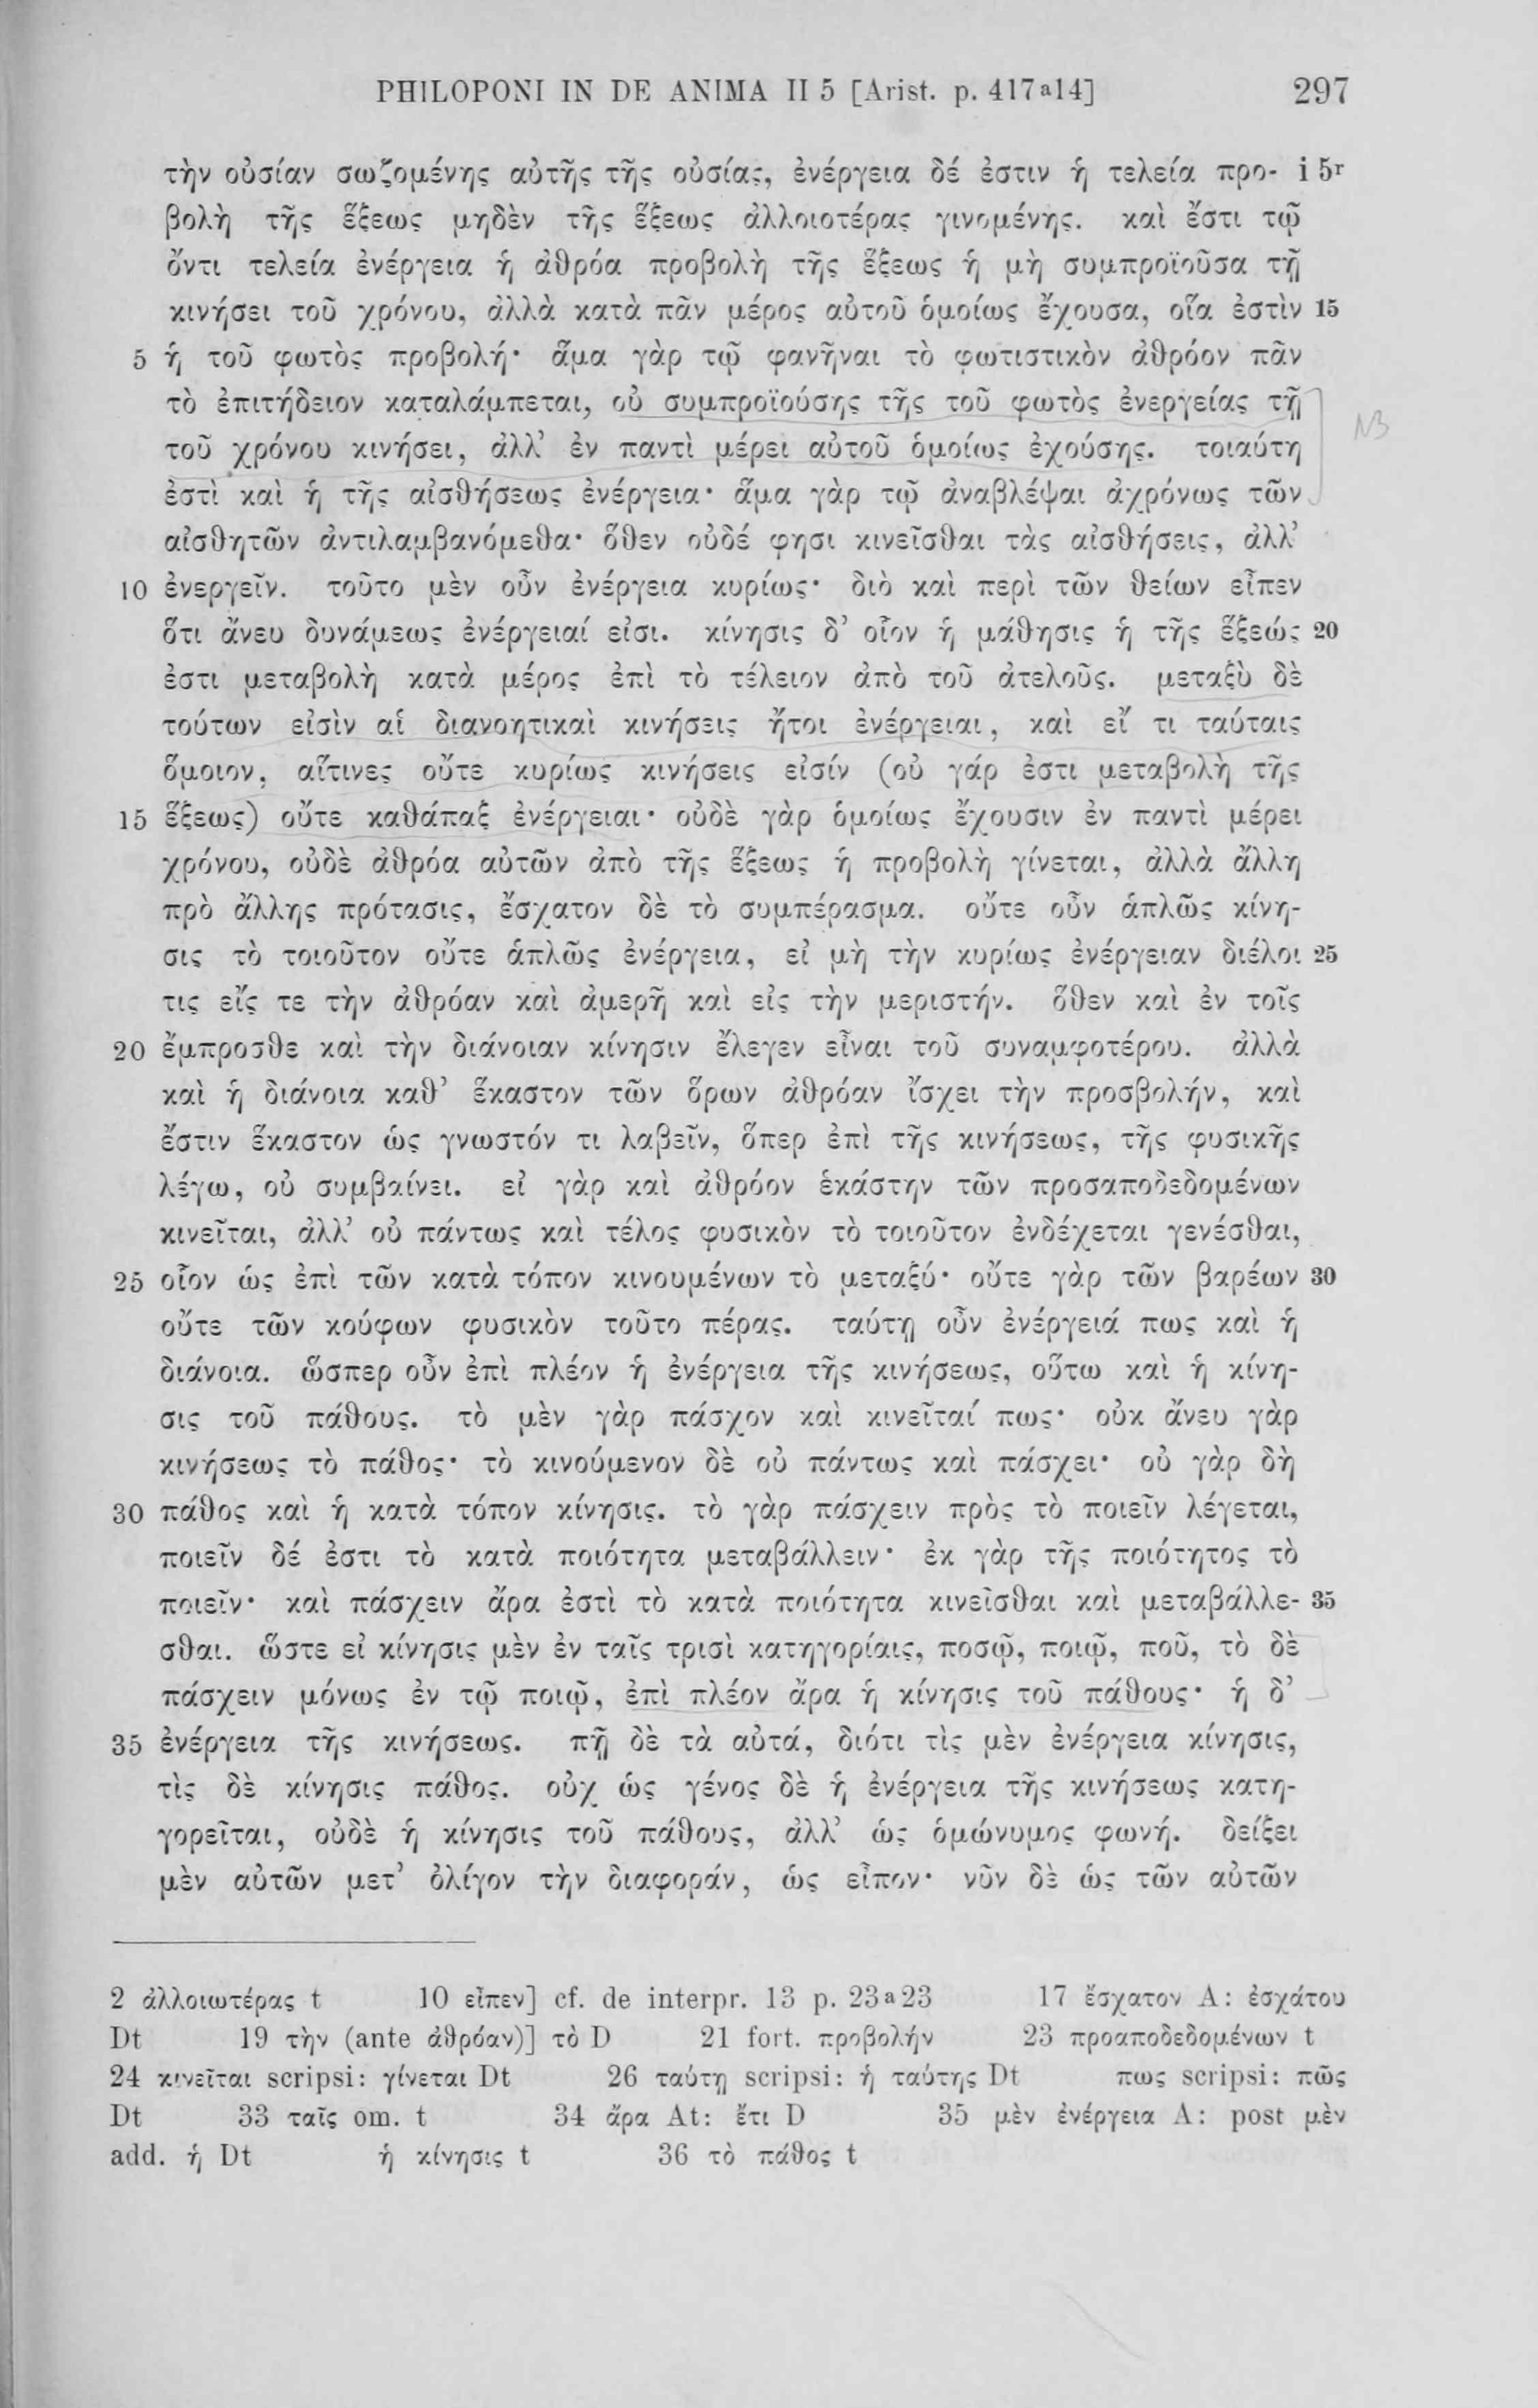 PHILOPONI IN DE ANIMA II 5 [Arist. p. 417a14] 297
τὴν οὐσίαν σωζομένης αὐτῆς τῆς οὐσίας, ἐνέργεια δέ ἐστιν ἡ τελεία προ- i 5r
βολὴ τῆς ἕξεως μηδὲν τῆς ἕξεως ἀλλοιοτέρας γινομένης. καὶ ἔστι τῷ
ὄντι τελεία ἐνέργεια ἡ ἀθρόα προβολὴ τῆς ἕξεως ἡ μὴ συμπροϊοῦσα τῇ
κινήσει τοῦ χρόνου, ἀλλὰ κατὰ πᾶν μέρος αὐτοῦ ὁμοίως ἔχουσα, οἵα ἐστὶν 15
5 ἡ τοῦ φωτὸς προβολή· ἅμα γὰρ τῷ φανῆναι τὸ φωτιστικὸν ἀθρόον πᾶν
τὸ ἐπιτήδειον καταλάμπεται, οὐ συμπροϊούσης τῆς τοῦ φωτὸς ἐνεργείας τῇ
τοῦ χρόνου κινήσει, ἀλλ’ ἐν παντὶ μέρει αὐτοῦ ὁμοίως ἐχούσης. τοιαύτη NB
ἐστὶ καὶ ἡ τῆς αἰσθήσεως ἐνέργεια· ἅμα γὰρ τῷ ἀναβλέψαι ἀχρόνως τῶν
αἰσθητῶν ἀντιλαμβανόμεθα· ὅθεν οὐδέ φησι κινεῖσθαι τὰς αἰσθήσεις, ἀλλ’
10 ἐνεργεῖν. τοῦτο μὲν οὖν ἐνέργεια κυρίως· διὸ καὶ περὶ τῶν θείων εἶπεν
ὅτι ἄνευ δυνάμεως ἐνέργειαί εἰσι. κίνησις δ’ οἷον ἡ μάθησις ἡ τῆς ἕξεώς 20
ἐστι μεταβολὴ κατὰ μέρος ἐπὶ τὸ τέλειον ἀπὸ τοῦ ἀτελοῦς. μεταξὺ δὲ
τούτων εἰσὶν αἱ διανοητικαὶ κινήσεις ἤτοι ἐνέργειαι, καὶ εἴ τι ταύταις
ὅμοιον, αἵτινες οὔτε κυρίως κινήσεις εἰσίν (οὐ γάρ ἐστι μεταβολὴ τῆς
15 ἕξεως) οὔτε καθάπαξ ἐνέργειαι· οὐδὲ γὰρ ὁμοίως ἔχουσιν ἐν παντὶ μέρει
χρόνου, οὐδὲ ἀθρόα αὐτῶν ἀπὸ τῆς ἕξεως ἡ προβολὴ γίνεται, ἀλλὰ ἄλλη
πρὸ ἄλλης πρότασις, ἔσχατον δὲ τὸ συμπέρασμα. οὔτε οὖν ἁπλῶς κίνη-
σις τὸ τοιοῦτον οὔτε ἁπλῶς ἐνέργεια, εἰ μὴ τὴν κυρίως ἐνέργειαν διέλοι 25
τις εἴς τε τὴν ἀθρόαν καὶ ἀμερῆ καὶ εἰς τὴν μεριστήν. ὅθεν καὶ ἐν τοῖς
20 ἔμπροσθε καὶ τὴν διάνοιαν κίνησιν ἔλεγεν εἶναι τοῦ συναμφοτέρου. ἀλλὰ
καὶ ἡ διάνοια καθ’ ἕκαστον τῶν ὅρων ἀθρόαν ἴσχει τὴν προσβολήν, καὶ
ἔστιν ἕκαστον ὡς γνωστόν τι λαβεῖν, ὅπερ ἐπὶ τῆς κινήσεως, τῆς φυσικῆς
λέγω, οὐ συμβαίνει. εἰ γὰρ καὶ ἀθρόον ἑκάστην τῶν προσαποδεδομένων
κινεῖται, ἀλλ’ οὐ πάντως καὶ τέλος φυσικὸν τὸ τοιοῦτον ἐνδέχεται γενέσθαι,
25 οἷον ὡς ἐπὶ τῶν κατὰ τόπον κινουμένων τὸ μεταξύ· οὔτε γὰρ τῶν βαρέων 30
οὔτε τῶν κούφων φυσικὸν τοῦτο πέρας. ταύτῃ οὖν ἐνέργειά πως καὶ ἡ
διάνοια. ὥσπερ οὖν ἐπὶ πλέον ἡ ἐνέργεια τῆς κινήσεως, οὕτω καὶ ἡ κίνη-
σις τοῦ πάθους. τὸ μὲν γὰρ πάσχον καὶ κινεῖταί πως· οὐκ ἄνευ γὰρ
κινήσεως τὸ πάθος· τὸ κινούμενον δὲ οὐ πάντως καὶ πάσχει· οὐ γὰρ δὴ
30 πάθος καὶ ἡ κατὰ τόπον κίνησις. τὸ γὰρ πάσχειν πρὸς τὸ ποιεῖν λέγεται,
ποιεῖν δέ ἐστι τὸ κατὰ ποιότητα μεταβάλλειν· ἐκ γὰρ τῆς ποιότητος τὸ
ποιεῖν· καὶ πάσχειν ἄρα ἐστὶ τὸ κατὰ ποιότητα κινεῖσθαι καὶ μεταβάλλε- 35
σθαι. ὥστε εἰ κίνησις μὲν ἐν ταῖς τρισὶ κατηγορίαις, ποσῷ, ποιῷ, ποῦ, τὸ δὲ
πάσχειν μόνως ἐν τῷ ποιῷ, ἐπὶ πλέον ἄρα ἡ κίνησις τοῦ πάθους· ἡ δ’
35 ἐνέργεια τῆς κινήσεως. πῇ δὲ τὰ αὐτά, διότι τὶς μὲν ἐνέργεια κίνησις,
τὶς δὲ κίνησις πάθος. οὐχ ὡς γένος δὲ ἡ ἐνέργεια τῆς κινήσεως κατη-
γορεῖται, οὐδὲ ἡ κίνησις τοῦ πάθους, ἀλλ’ ὡς ὁμώνυμος φωνή. δείξει
μὲν αὐτῶν μετ’ ὀλίγον τὴν διαφοράν, ὡς εἶπον· νῦν δὲ ὡς τῶν αὐτῶν
2 ἀλλοιωτέρας t 10 εἶπεν] cf. de interpr. 13 p. 23a23 17 ἔσχατον A: ἐσχάτου
Dt 19 τὴν (ante ἀθρόαν)] τὸ D 21 fort. προβολήν 23 προαποδεδομένων t
24 κινεῖται scripsi: γίνεται Dt 26 ταύτῃ scripsi: ἡ ταύτης Dt πως scripsi: πῶς
Dt 33 ταῖς om. t 34 ἄρα At: ἔτι D 35 μὲν ἐνέργεια A: post μὲν
add. ἡ Dt ἡ κίνησις t 36 τὸ πάθος t